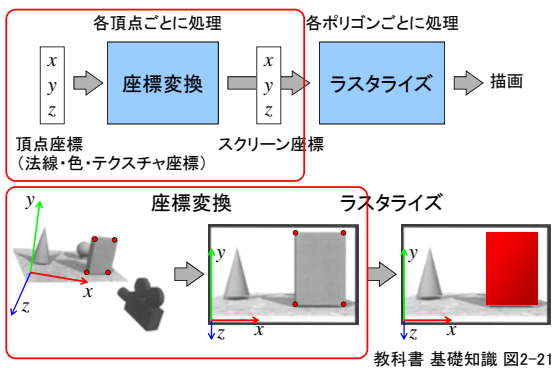 各頂点ごとに処理
各ポリゴンごとに処理
x
y
z
座標変換
x
y
z
ラスタライズ
描画
頂点座標
(法線・色・テクスチャ座標)
スクリーン座標
座標変換
ラスタライズ
y
x
z
y
x
z
y
x
z
教科書 基礎知識 図2-21